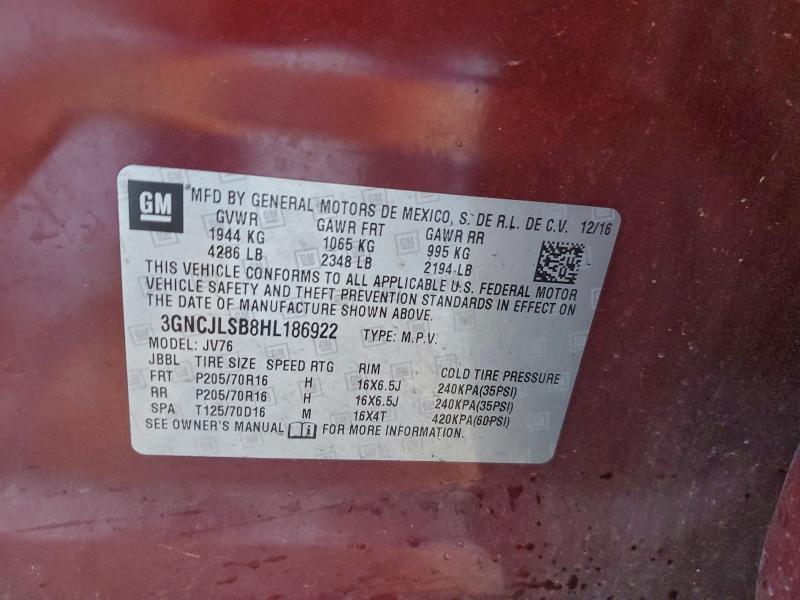 GM
MFD BY GENERAL MOTORS DE MEXICO, S. DE R.L. DE C.V. 12/16
GVWR GAWR FRT GAWR RR
1944 KG 1065 KG 995 KG
4286 LB 2348 LB 2194 LB
THIS VEHICLE CONFORMS TO ALL APPLICABLE U.S. FEDERAL MOTOR
VEHICLE SAFETY AND THEFT PREVENTION STANDARDS IN EFFECT ON
THE DATE OF MANUFACTURE SHOWN ABOVE.
3GNCJLSB8HL186922 TYPE: M.P.V.
MODEL: JV76
JBBL TIRE SIZE SPEED RTG RIM COLD TIRE PRESSURE
FRT P205/70R16 H 16X6.5J 240KPA(35PSI)
RR P205/70R16 H 16X6.5J 240KPA(35PSI)
SPA T125/70D16 M 16X4T 420KPA(60PSI)
SEE OWNER'S MANUAL FOR MORE INFORMATION.